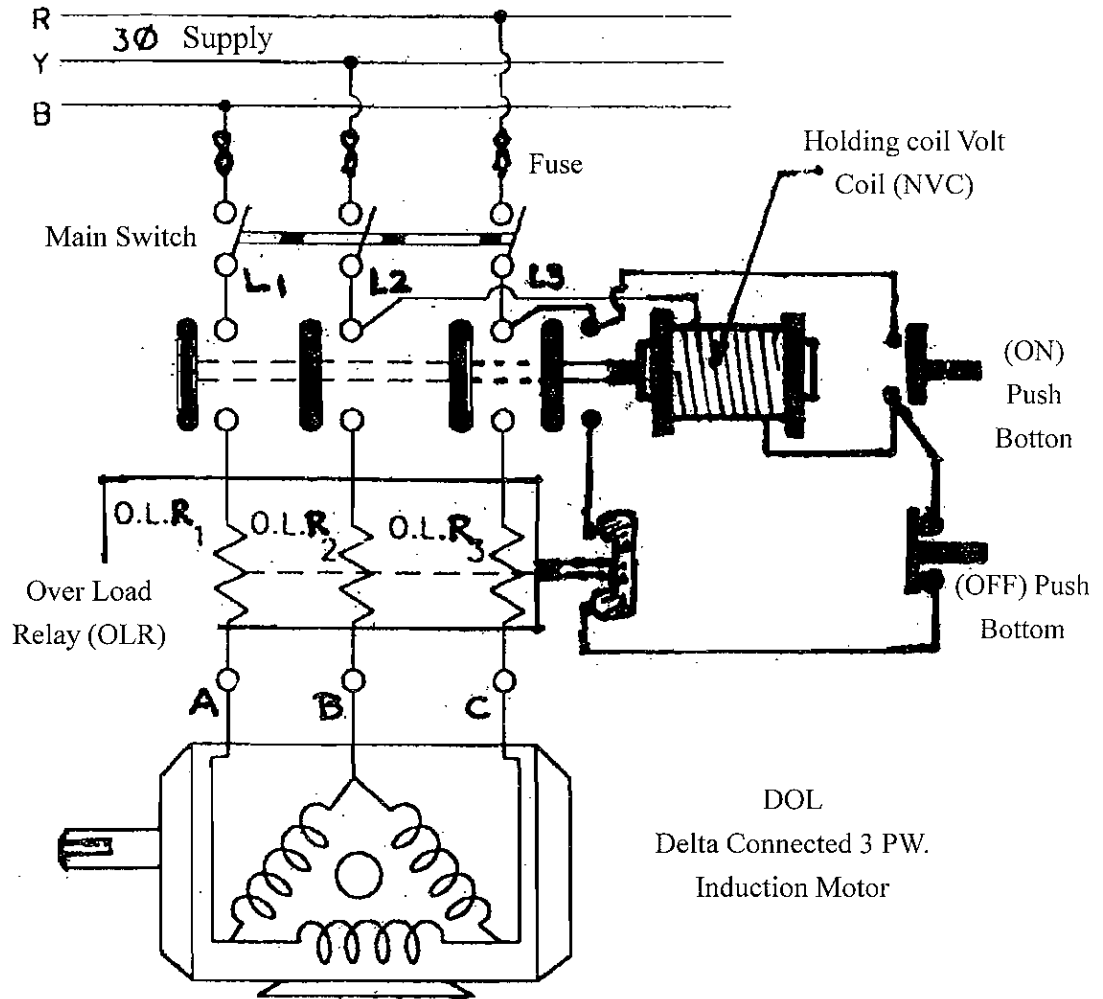 R
3Ø Supply
Y
B
Fuse
Holding coil Volt
Coil (NVC)
Main Switch
L1
L2
L3
(ON)
Push
Botton
O.L.R1
O.L.R2
O.L.R3
Over Load
Relay (OLR)
(OFF) Push
Bottom
A
B
C
DOL
Delta Connected 3 PW.
Induction Motor